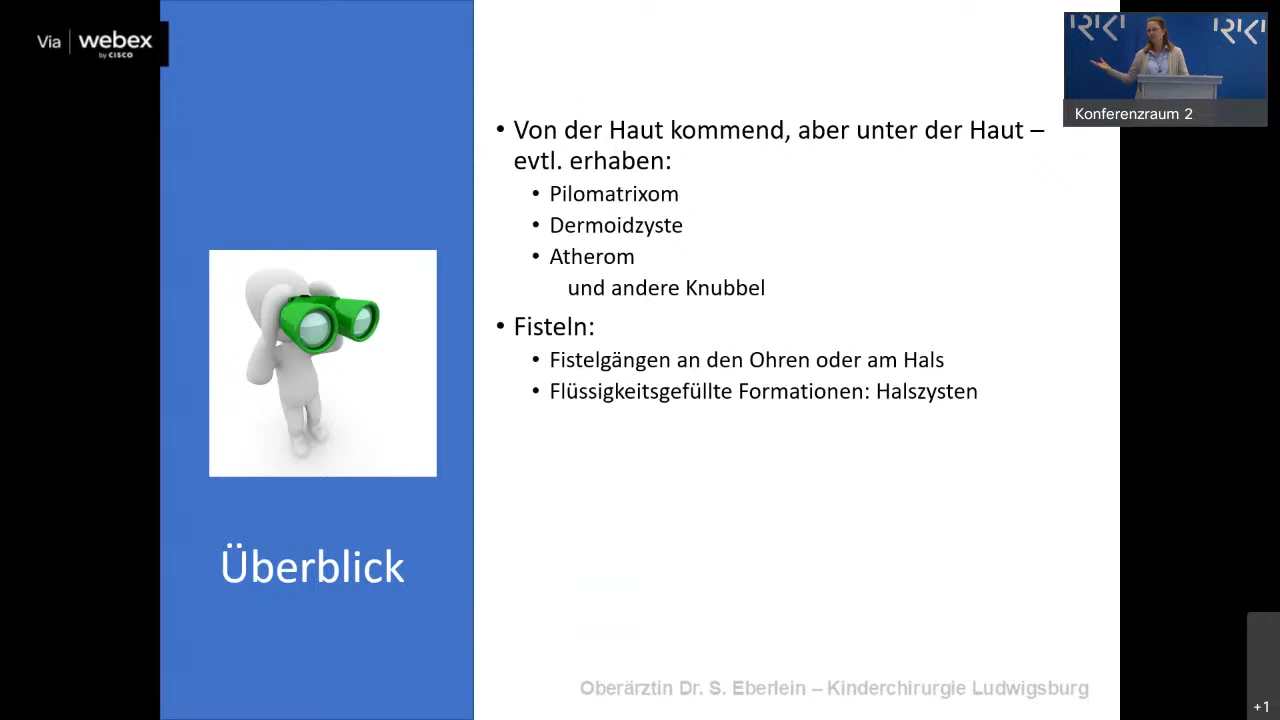 Via webex
by CISCO
RKI
RKI
Konferenzraum 2
• Von der Haut kommend, aber unter der Haut –
evtl. erhaben:
• Pilomatrixom
• Dermoidzyste
• Atherom
und andere Knubbel
• Fisteln:
• Fistelgängen an den Ohren oder am Hals
• Flüssigkeitsgefüllte Formationen: Halszysten
Überblick
Oberärztin Dr. S. Eberlein – Kinderchirurgie Ludwigsburg
+1